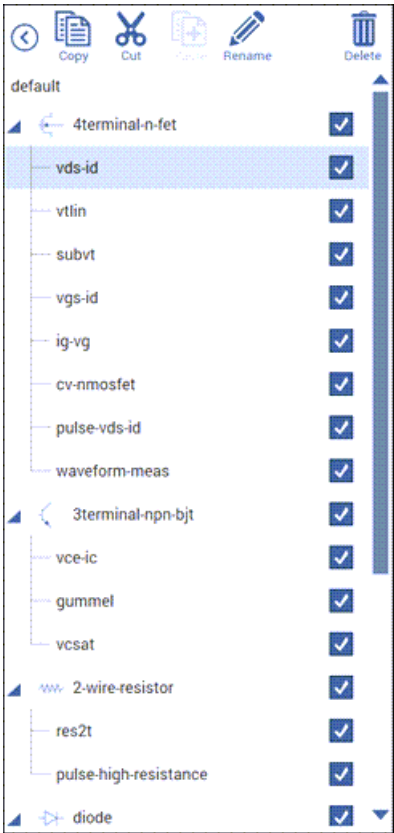 Copy Cut Paste Rename Delete
default
4terminal-n-fet
vds-id
vtlin
subvt
vgs-id
ig-vg
cv-nmosfet
pulse-vds-id
waveform-meas
3terminal-npn-bjt
vce-ic
gummel
vcsat
2-wire-resistor
res2t
pulse-high-resistance
diode